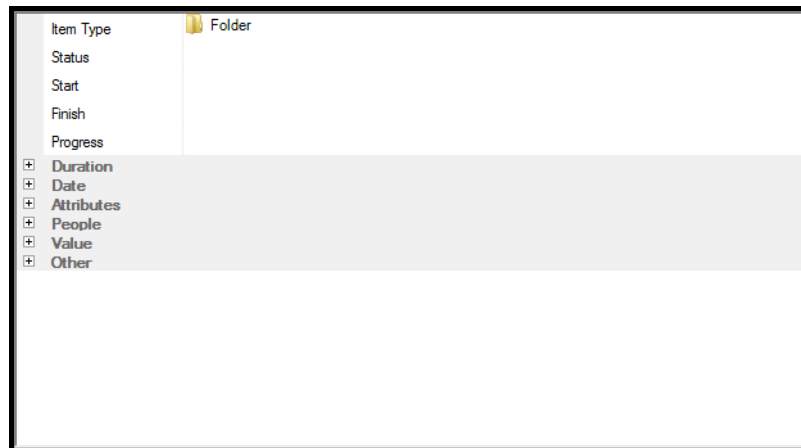 Item Type Folder
Status
Start
Finish
Progress
Duration
Date
Attributes
People
Value
Other